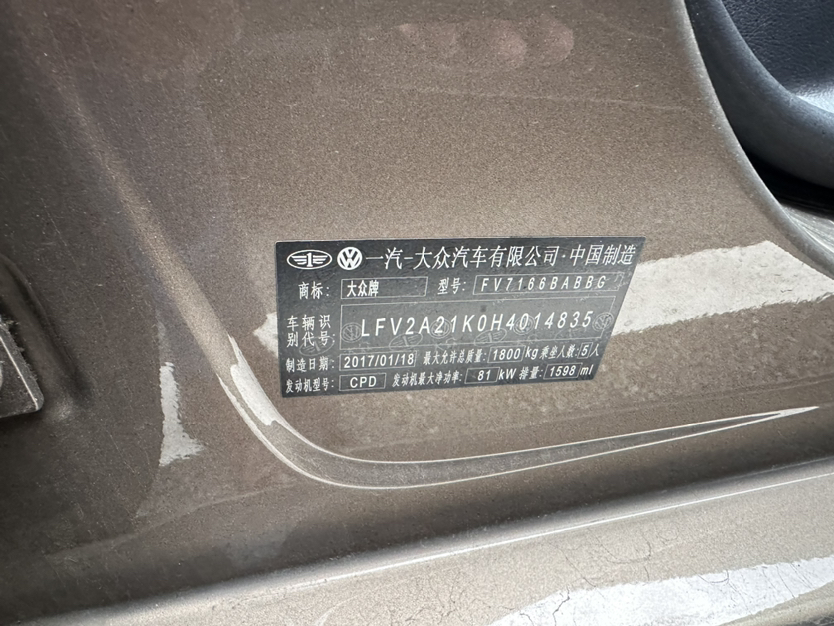 一汽-大众汽车有限公司·中国制造
商标: 大众牌 型号: FV7166BABBG
车辆识别代号: LFV2A21K0H4014835
制造日期: 2017/01/18 最大允许总质量: 1800 kg 乘坐人数: 5 人
发动机型号: CPD 发动机最大净功率: 81 kW 排量: 1598 ml